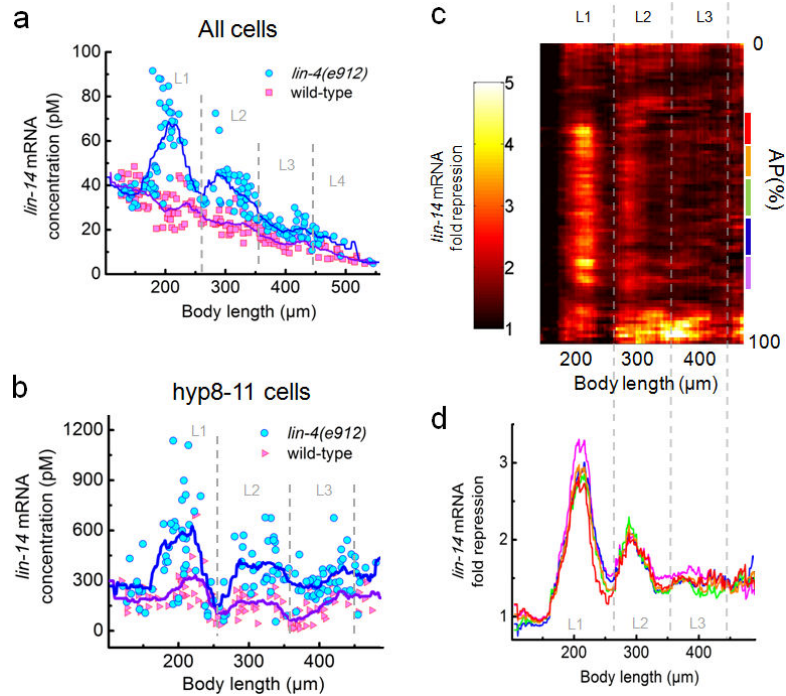 a
All cells
lin-14 mRNA
concentration (pM)
100
80
60
40
20
0
L1
L2
L3
L4
lin-4(e912)
wild-type
200
300
400
500
Body length (µm)
b
hyp8-11 cells
lin-14 mRNA
concentration (pM)
1200
900
600
300
0
L1
L2
L3
lin-4(e912)
wild-type
200
300
400
Body length (µm)
c
L1
L2
L3
lin-14 mRNA
fold repression
5
4
3
2
1
0
AP(%)
100
200
300
400
Body length (µm)
d
lin-14 mRNA
fold repression
3
2
1
L1
L2
L3
200
300
400
Body length (µm)